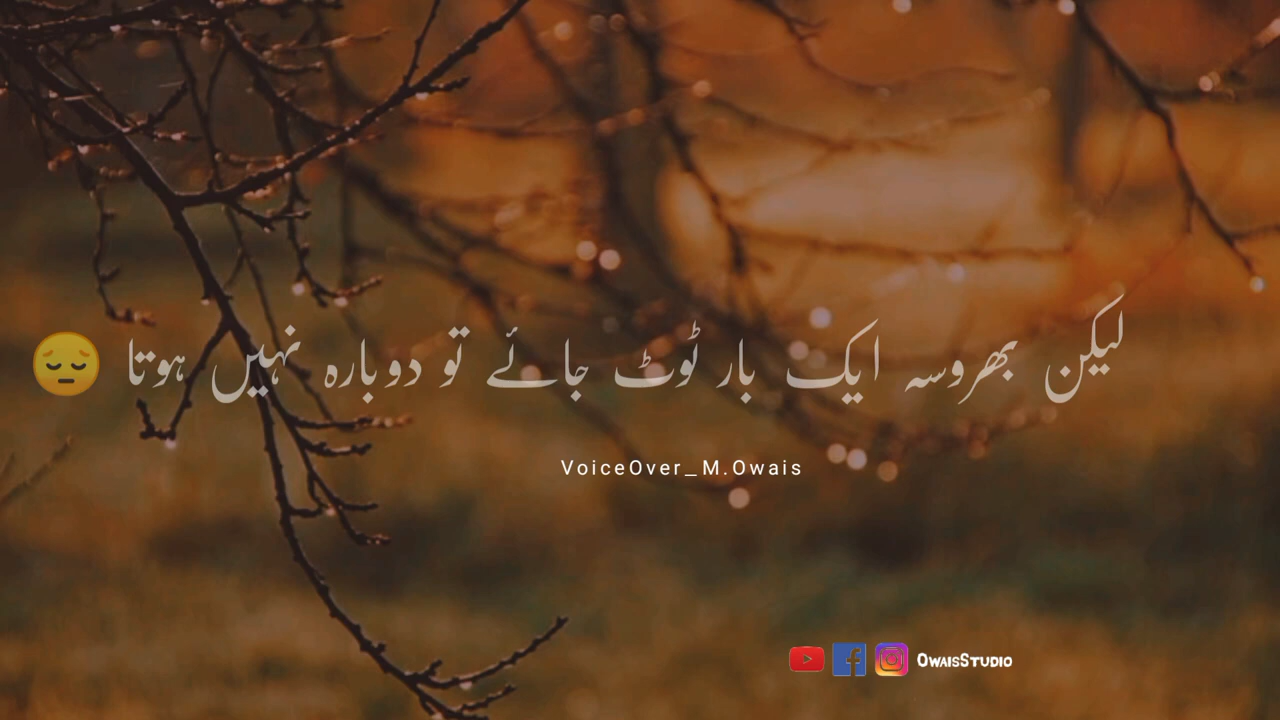 لیکن بھروسہ ایک بار ٹوٹ جائے تو دوبارہ نہیں ہوتا 😔
VoiceOver_M.Owais
OwaisStudio